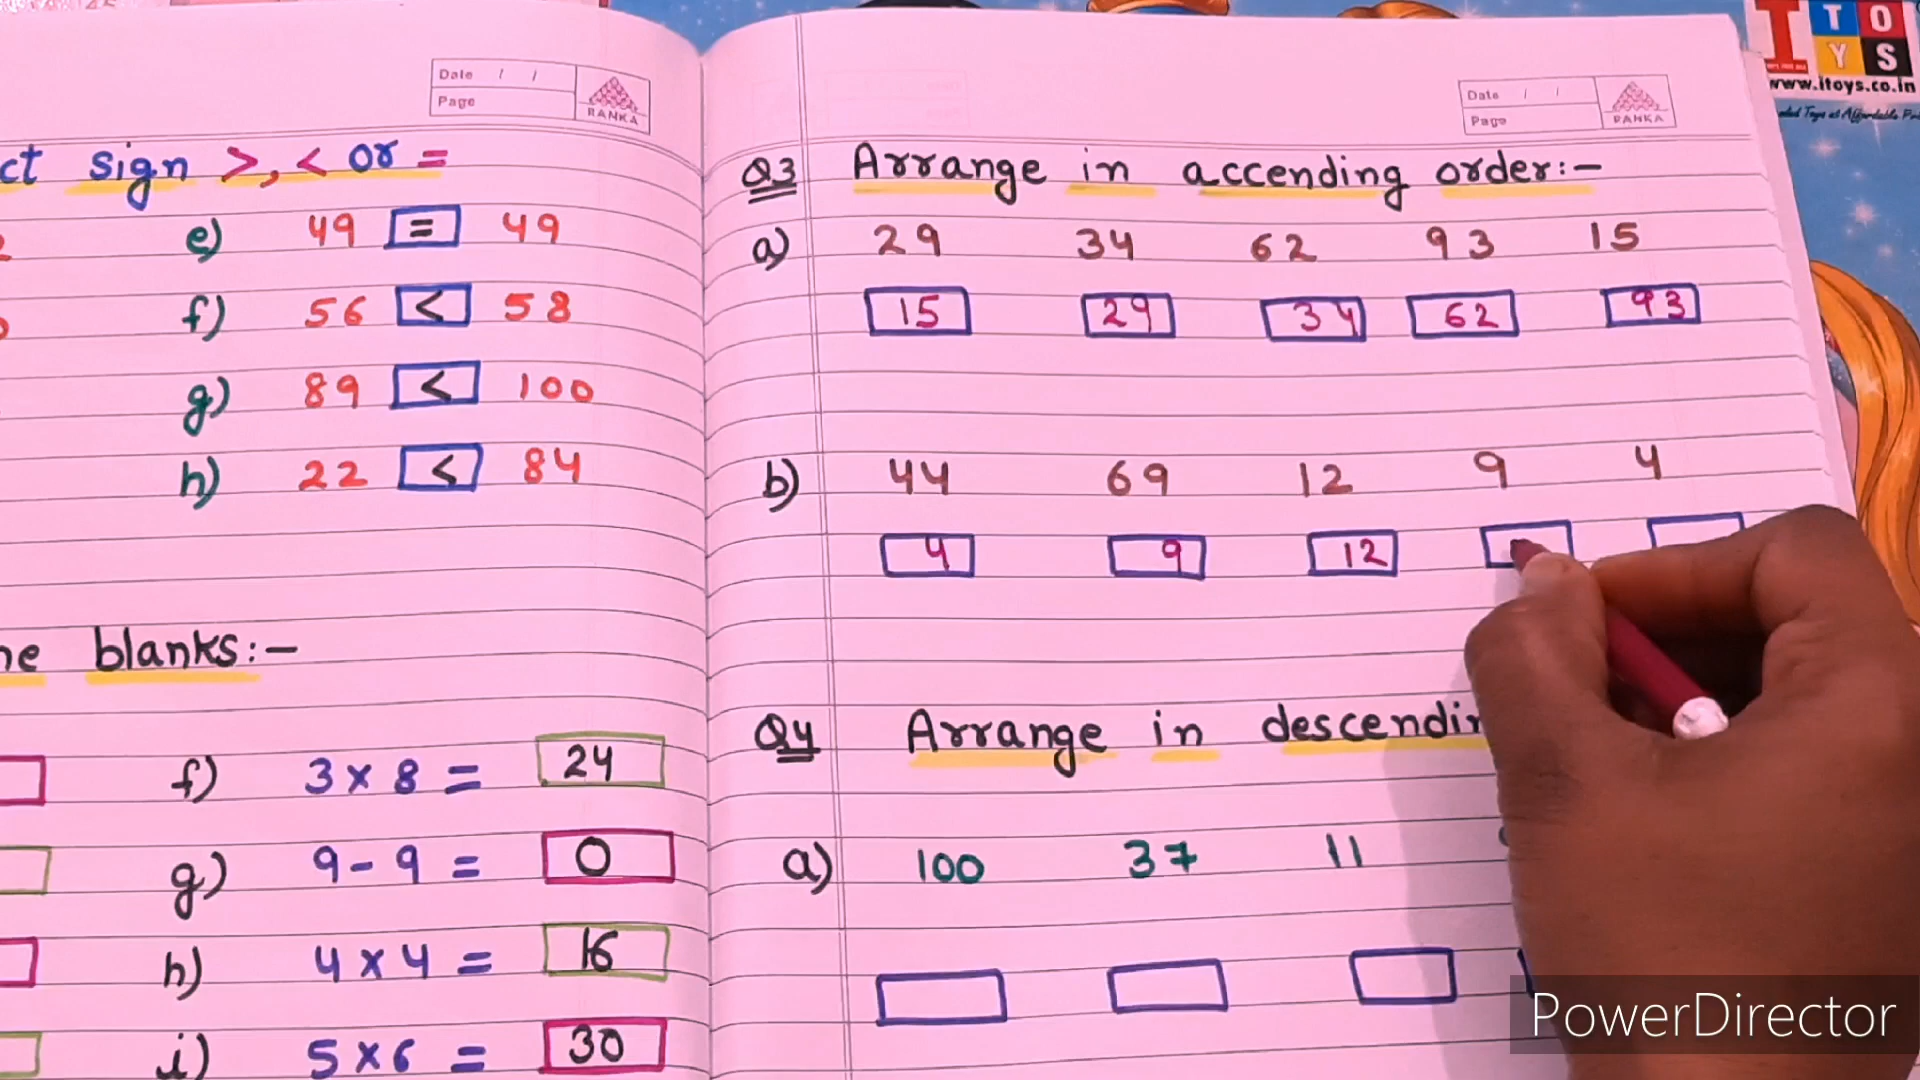 Date / /
Page
RANKA
ct sign >, < or =
e) 49 = 49
f) 56 < 58
g) 89 < 100
h) 22 < 84
blanks:-
f) 3 × 8 = 24
g) 9 - 9 = 0
h) 4 × 4 = 16
i) 5 × 6 = 30
I TOYS
www.itoys.co.in
Date / /
Page
RANKA
Q3 Arrange in accending order:-
a) 29 34 62 93 15
15 29 34 62 93
b) 44 69 12 9 4
4 9 12
Q4 Arrange in descendin
a) 100 37 11
PowerDirector